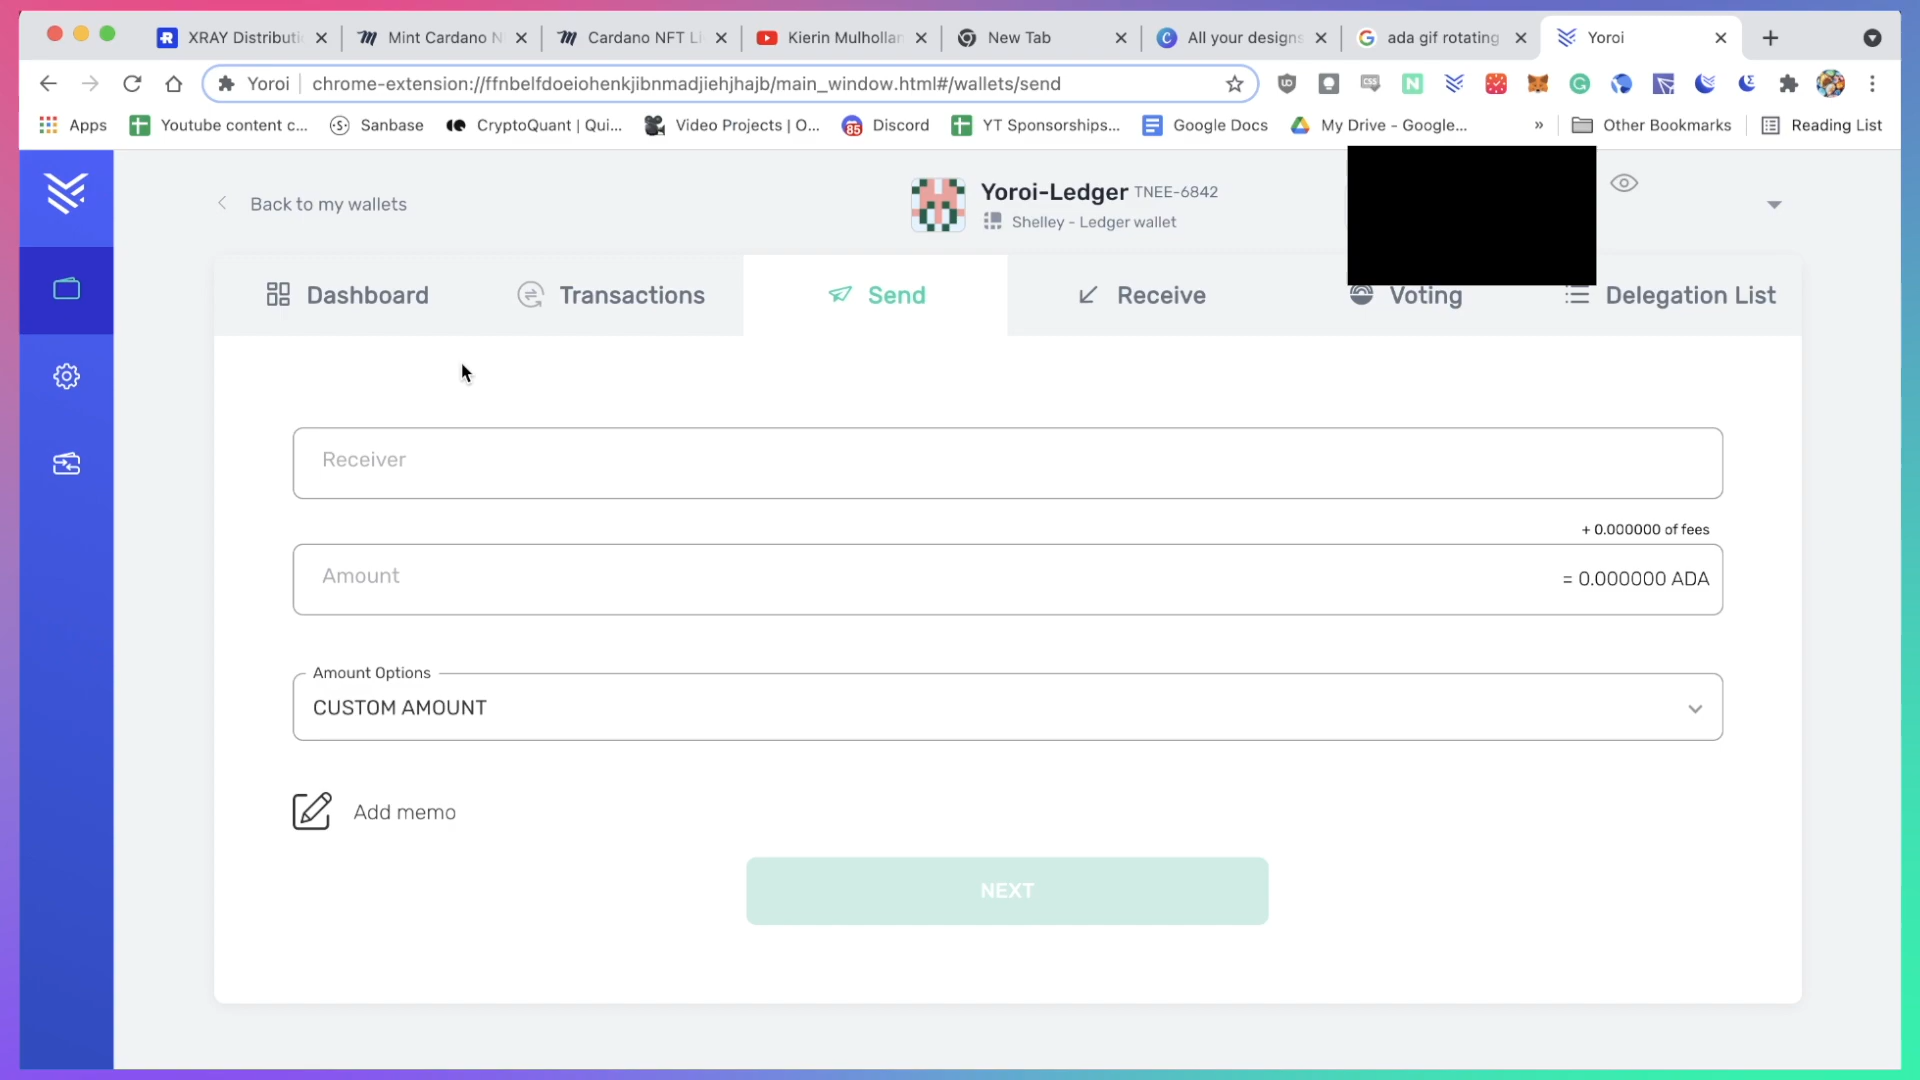 XRAY Distributi
Mint Cardano N
Cardano NFT Li
Kierin Mulhollan
New Tab
All your designs
ada gif rotating
Yoroi
Yoroi chrome-extension://ffnbelfdoeiohenkjibnmadjiehjhajb/main_window.html#/wallets/send
Apps
Youtube content c...
Sanbase
CryptoQuant | Qui...
Video Projects | O...
85 Discord
YT Sponsorships...
Google Docs
My Drive - Google...
»
Other Bookmarks
Reading List
Back to my wallets
Yoroi-Ledger TNEE-6842
Shelley - Ledger wallet
Dashboard
Transactions
Send
Receive
Voting
Delegation List
Receiver
+ 0.000000 of fees
Amount
= 0.000000 ADA
Amount Options
CUSTOM AMOUNT
Add memo
NEXT